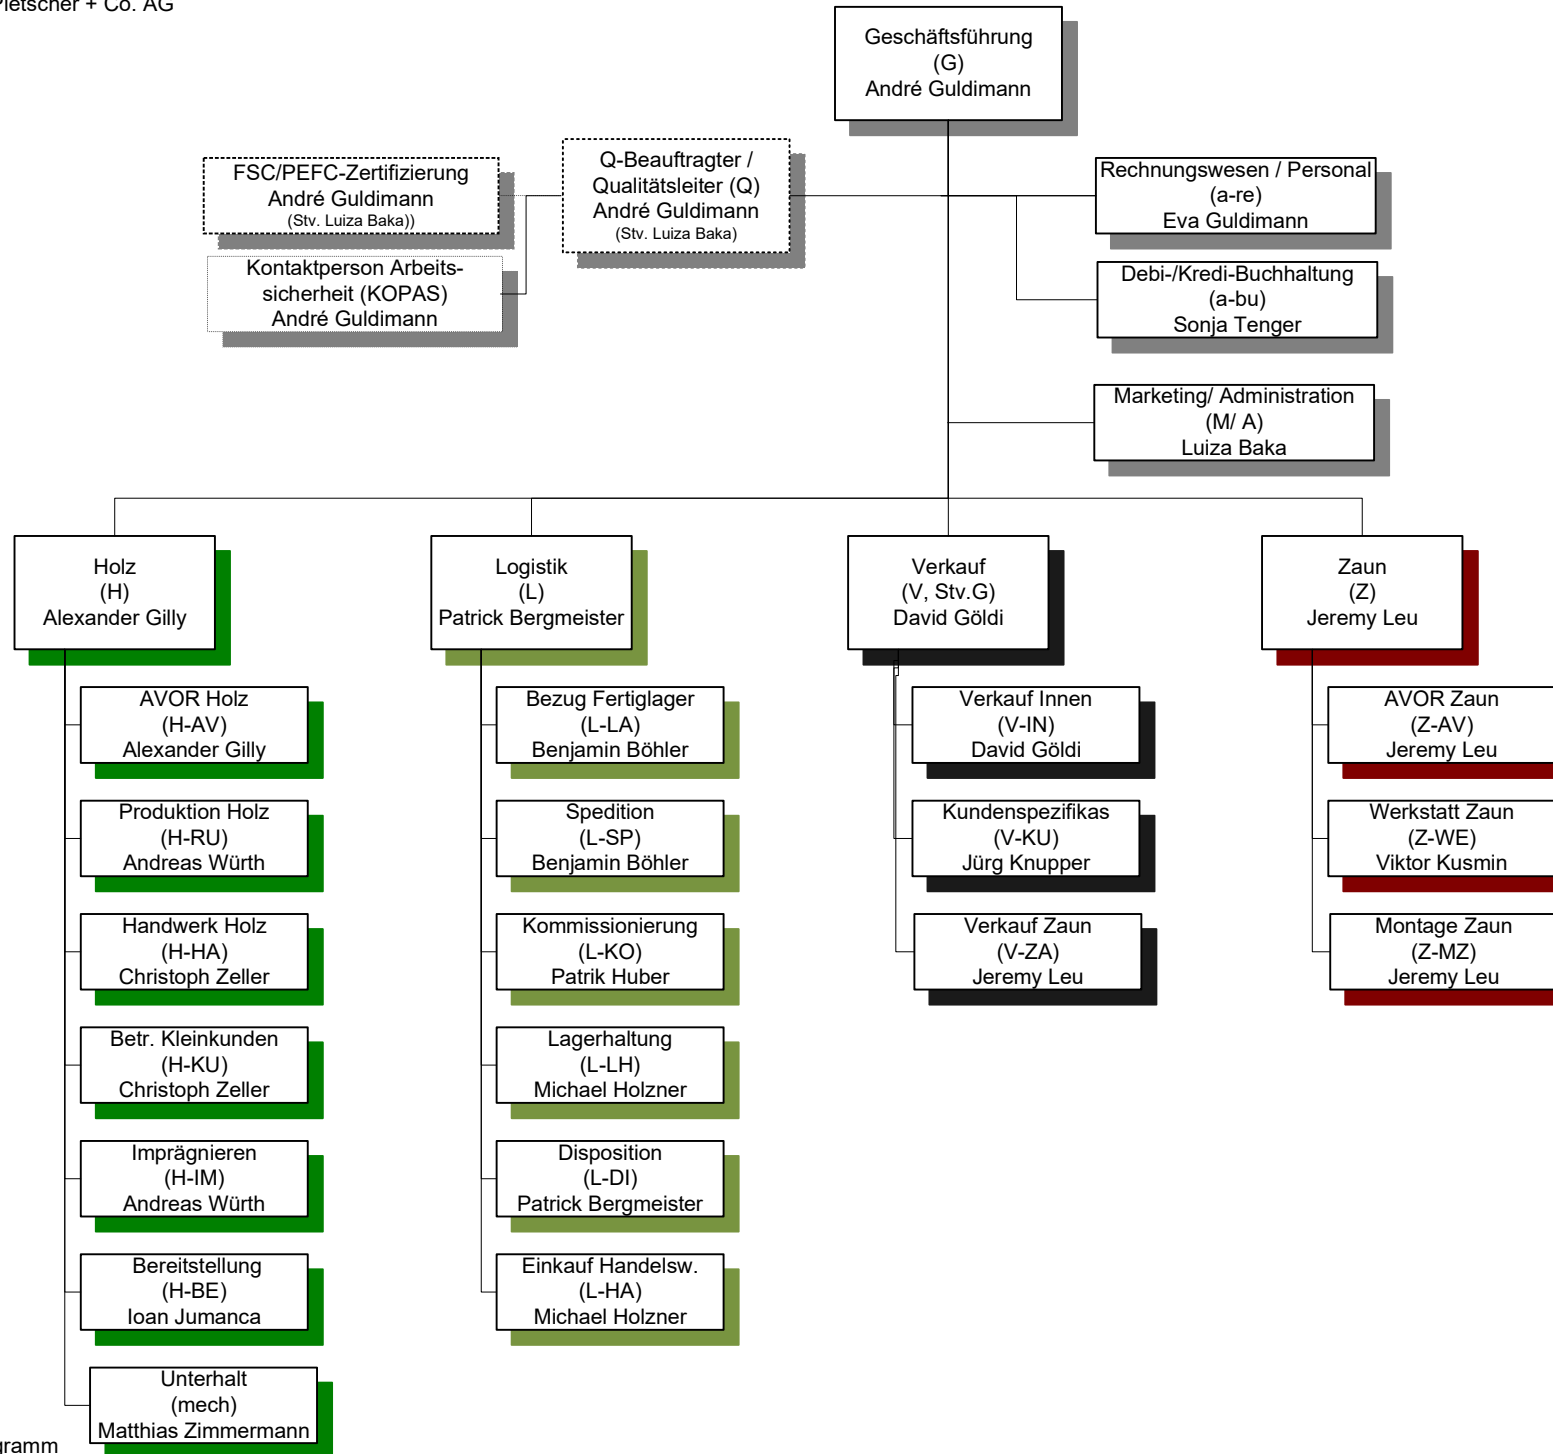 Pletscher + Co. AG
Geschäftsführung
(G)
André Guldimann
FSC/PEFC-Zertifizierung
André Guldimann
(Stv. Luiza Baka))
Q-Beauftragter /
Qualitätsleiter (Q)
André Guldimann
(Stv. Luiza Baka)
Rechnungswesen / Personal
(a-re)
Eva Guldimann
Kontaktperson Arbeits-
sicherheit (KOPAS)
André Guldimann
Debi-/Kredi-Buchhaltung
(a-bu)
Sonja Tenger
Marketing/ Administration
(M/ A)
Luiza Baka
Holz
(H)
Alexander Gilly
Logistik
(L)
Patrick Bergmeister
Verkauf
(V, Stv.G)
David Göldi
Zaun
(Z)
Jeremy Leu
AVOR Holz
(H-AV)
Alexander Gilly
Produktion Holz
(H-RU)
Andreas Würth
Handwerk Holz
(H-HA)
Christoph Zeller
Betr. Kleinkunden
(H-KU)
Christoph Zeller
Imprägnieren
(H-IM)
Andreas Würth
Bereitstellung
(H-BE)
Ioan Jumanca
Unterhalt
(mech)
Matthias Zimmermann
Bezug Fertiglager
(L-LA)
Benjamin Böhler
Spedition
(L-SP)
Benjamin Böhler
Kommissionierung
(L-KO)
Patrik Huber
Lagerhaltung
(L-LH)
Michael Holzner
Disposition
(L-DI)
Patrick Bergmeister
Einkauf Handelsw.
(L-HA)
Michael Holzner
Verkauf Innen
(V-IN)
David Göldi
Kundenspezifikas
(V-KU)
Jürg Knupper
Verkauf Zaun
(V-ZA)
Jeremy Leu
AVOR Zaun
(Z-AV)
Jeremy Leu
Werkstatt Zaun
(Z-WE)
Viktor Kusmin
Montage Zaun
(Z-MZ)
Jeremy Leu
gramm